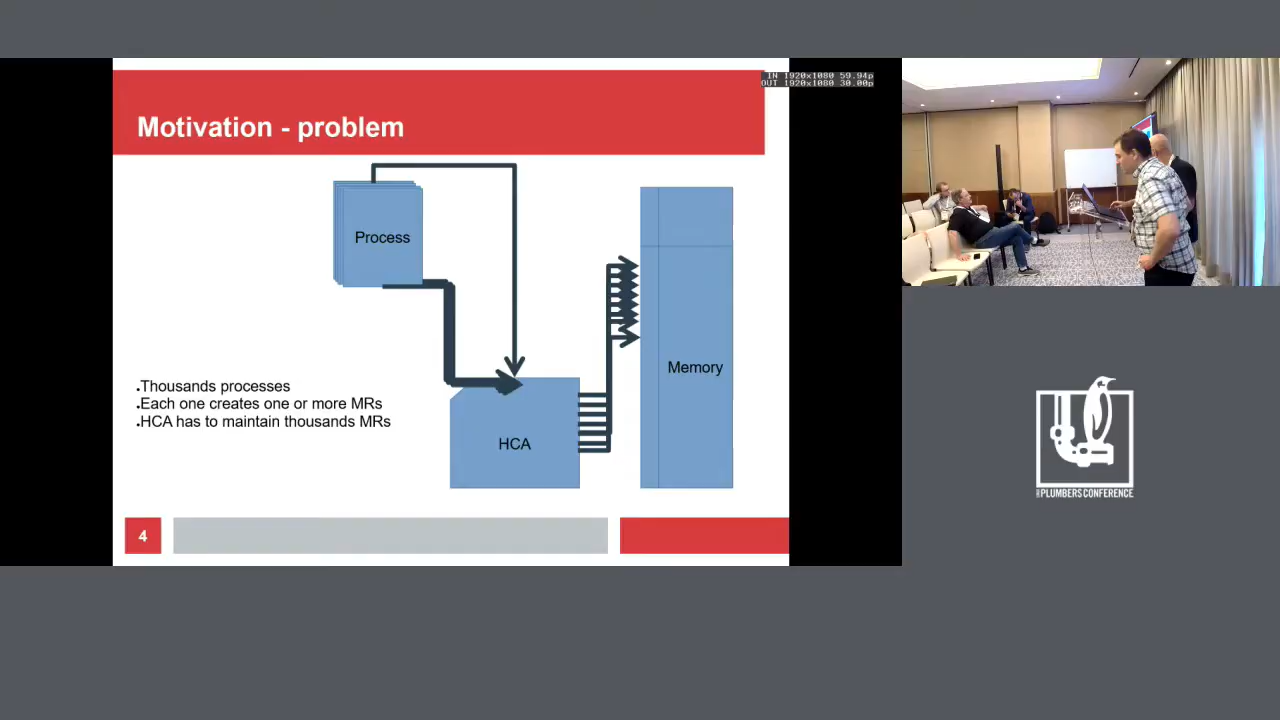 IN 1920x1080 59.94p
OUT 1920x1080 30.00p
Motivation - problem
Process
Memory
.Thousands processes
.Each one creates one or more MRs
.HCA has to maintain thousands MRs
HCA
4
PLUMBERS CONFERENCE